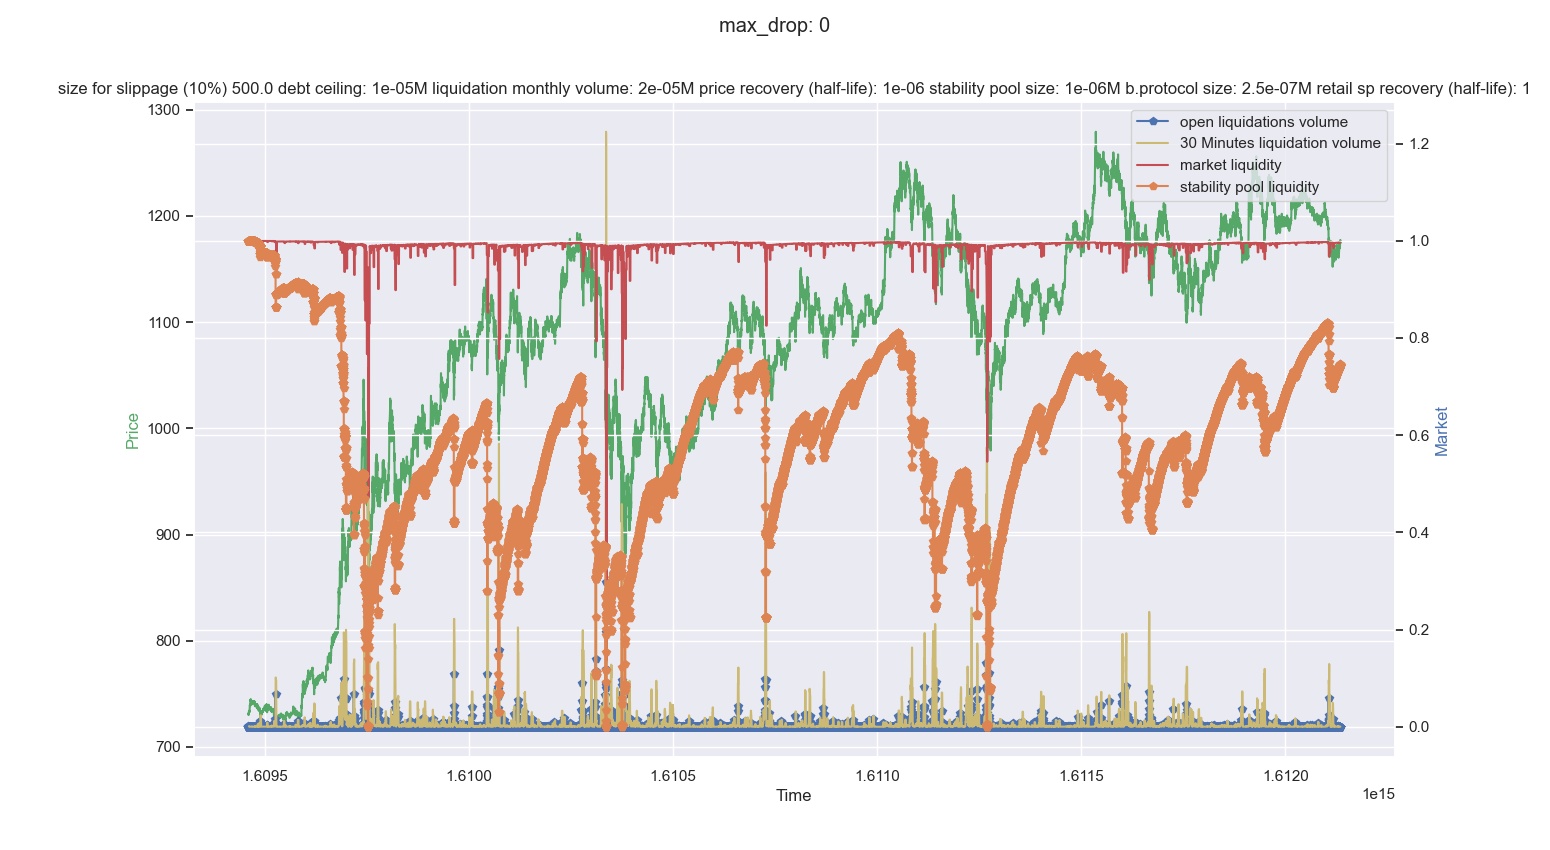 max_drop: 0
size for slippage (10%) 500.0 debt ceiling: 1e-05M liquidation monthly volume: 2e-05M price recovery (half-life): 1e-06 stability pool size: 1e-06M b.protocol size: 2.5e-07M retail sp recovery (half-life): 1
open liquidations volume
30 Minutes liquidation volume
market liquidity
stability pool liquidity
1300
1200
1100
1000
900
800
700
Price
1.2
1.0
0.8
0.6
0.4
0.2
0.0
Market
1.6095 1.6100 1.6105 1.6110 1.6115 1.6120
Time
1e15